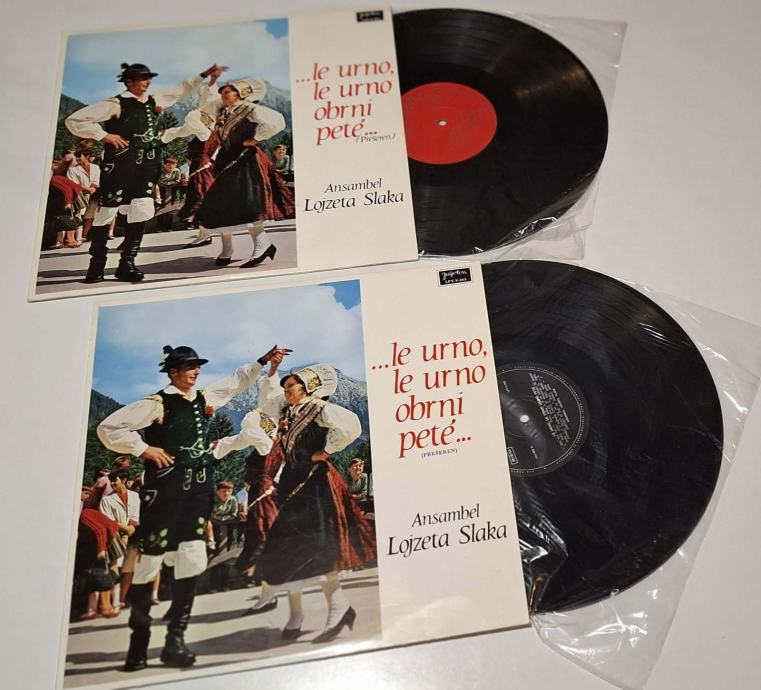 ...le urno,
le urno
obrni
peté...
(Prešeren)
Ansambel
Lojzeta Slaka
Jugoton
...le urno,
le urno
obrni
peté...
(PREŠEREN)
Ansambel
Lojzeta Slaka